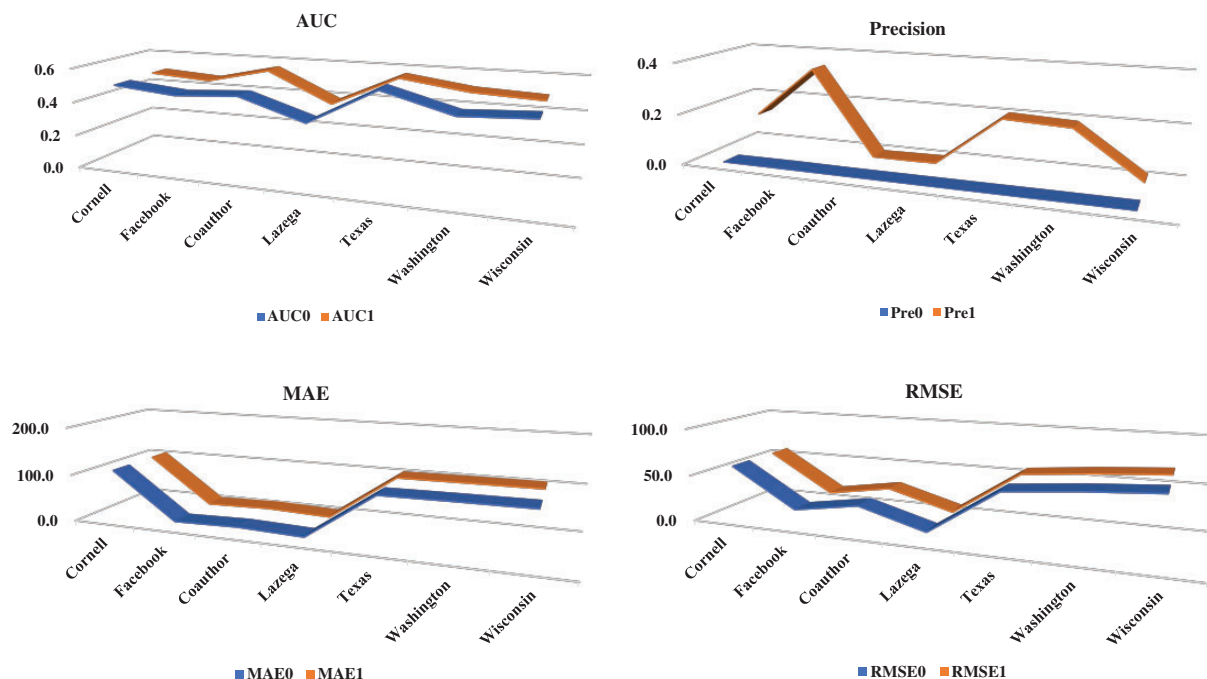 AUC
0.6
0.4
0.2
0.0
Cornell
Facebook
Coauthor
Lazega
Texas
Washington
Wisconsin
AUC0 AUC1
Precision
0.4
0.2
0.0
Cornell
Facebook
Coauthor
Lazega
Texas
Washington
Wisconsin
Pre0 Pre1
MAE
200.0
100.0
0.0
Cornell
Facebook
Coauthor
Lazega
Texas
Washington
Wisconsin
MAE0 MAE1
RMSE
100.0
50.0
0.0
Cornell
Facebook
Coauthor
Lazega
Texas
Washington
Wisconsin
RMSE0 RMSE1